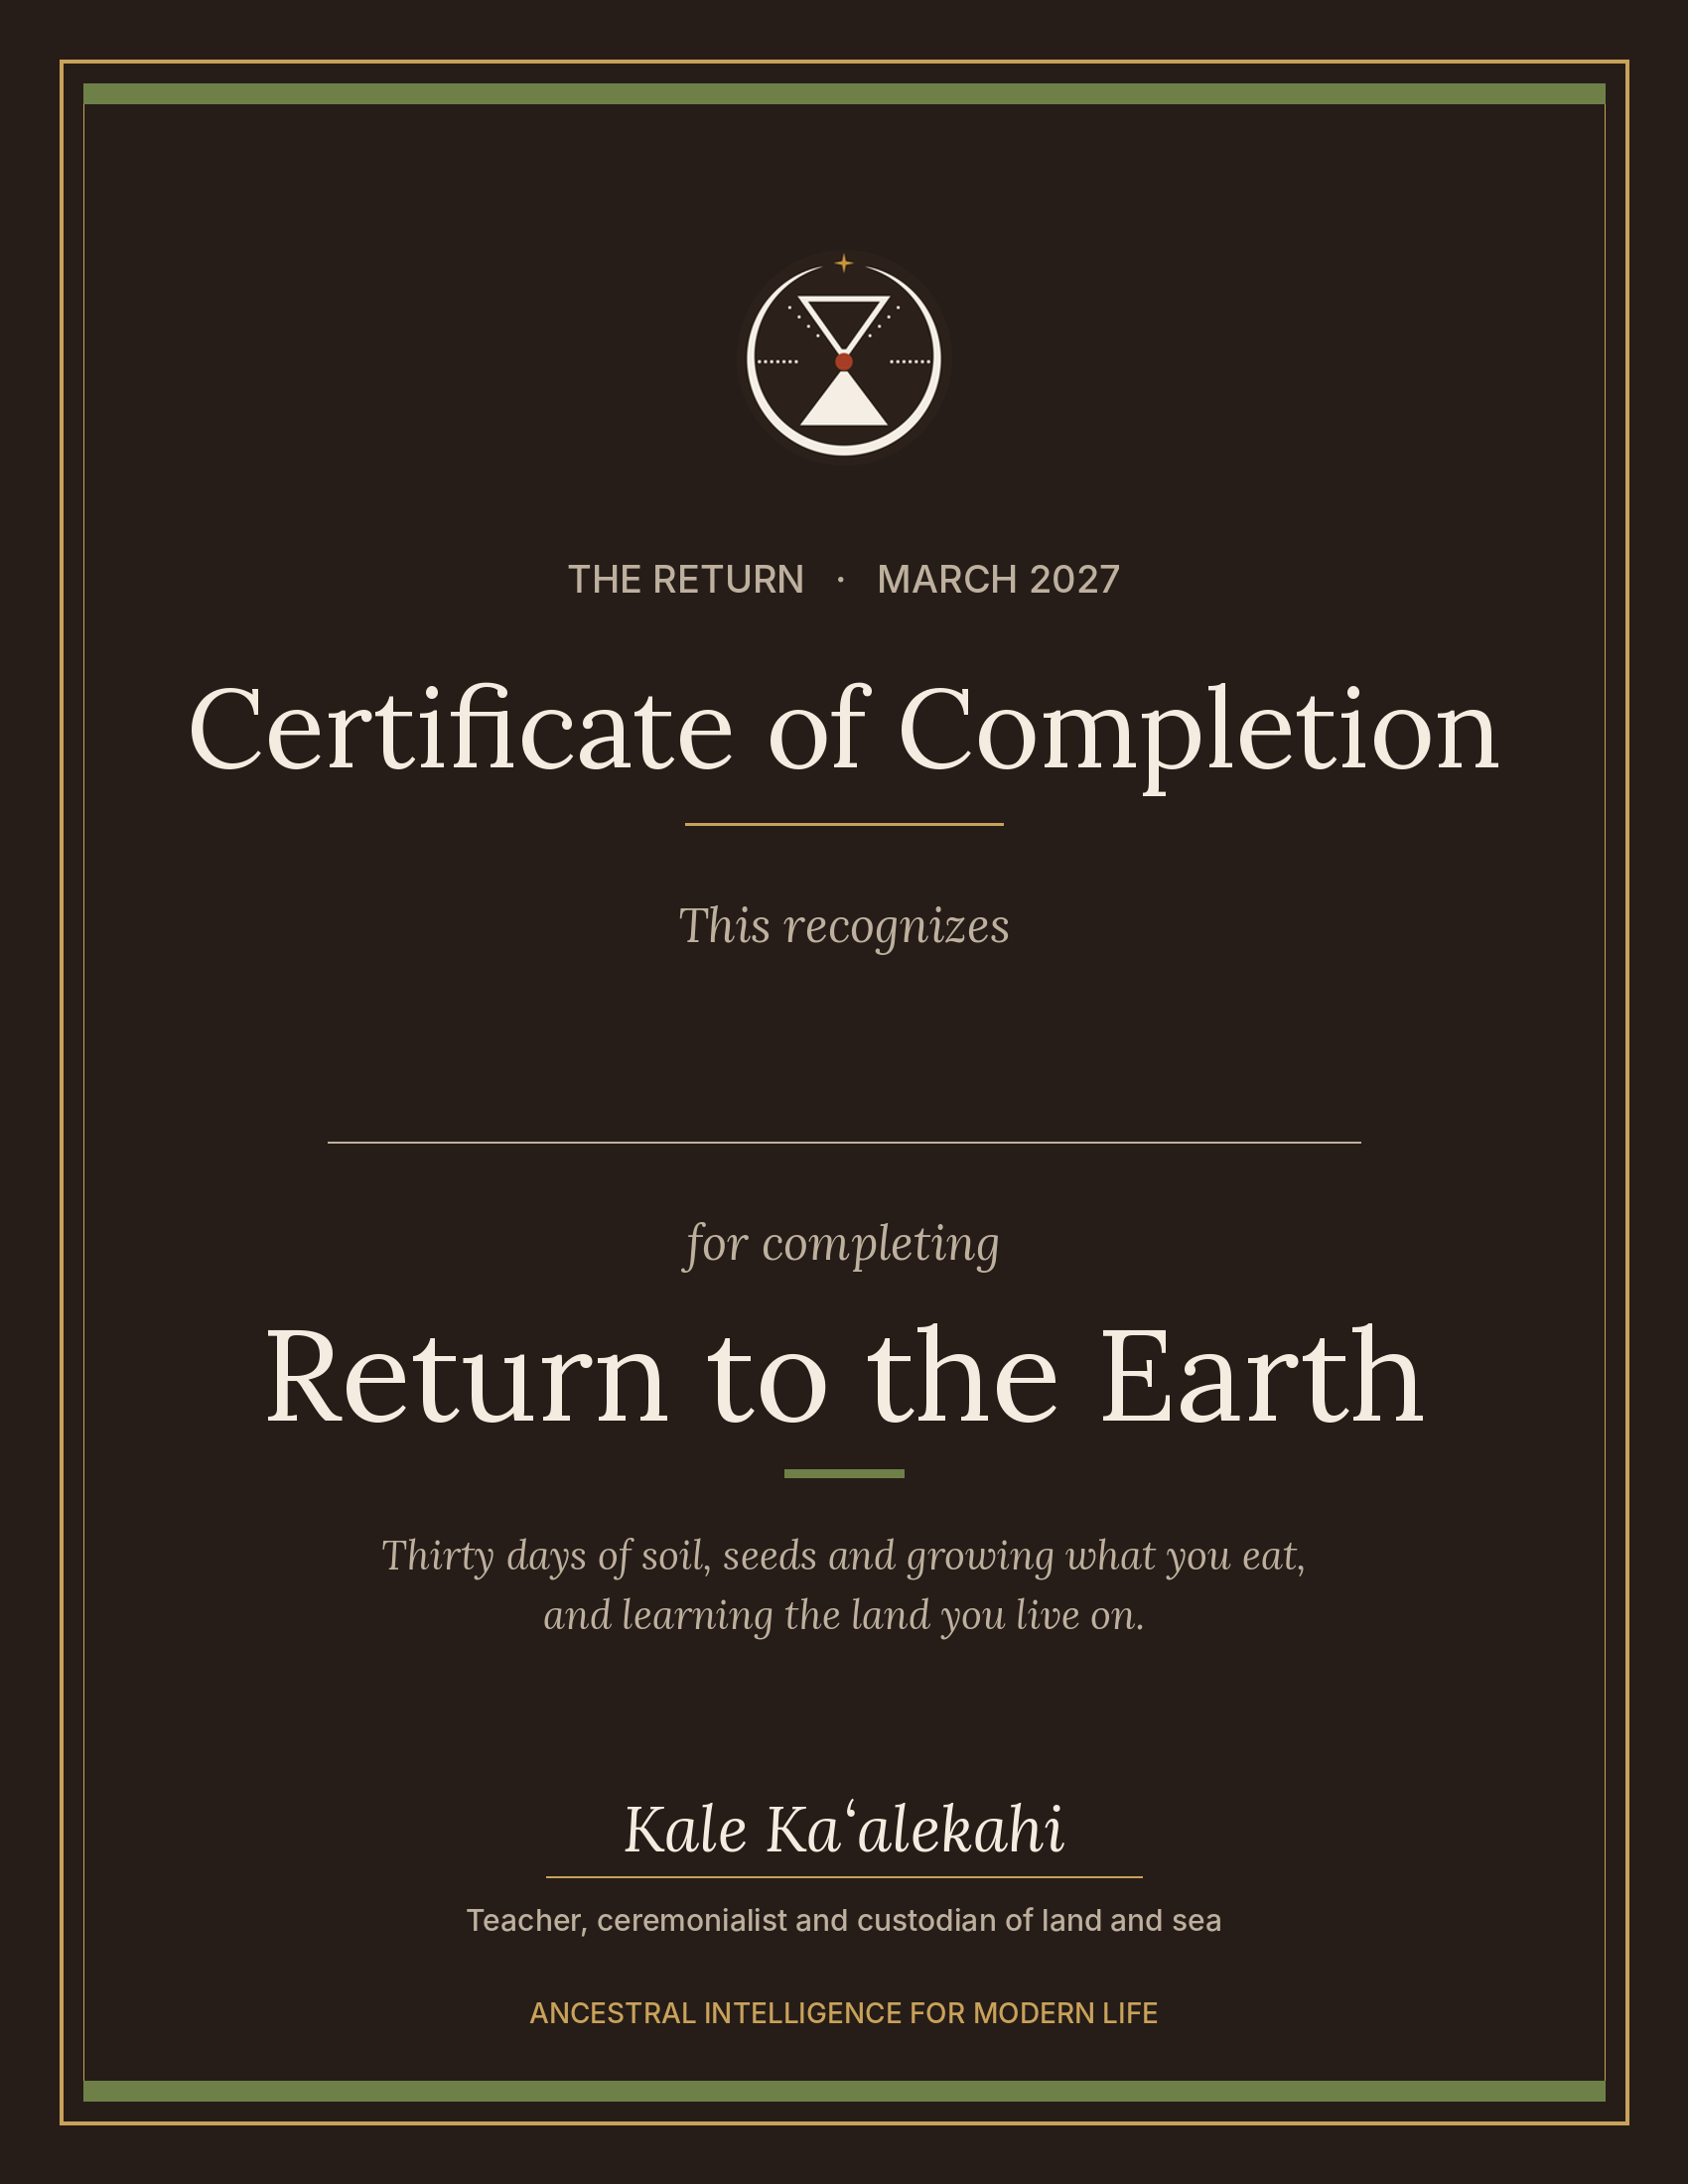 THE RETURN · MARCH 2027
Certificate of Completion
This recognizes
for completing
Return to the Earth
Thirty days of soil, seeds and growing what you eat,
and learning the land you live on.
Kale Kaʻalekahi
Teacher, ceremonialist and custodian of land and sea
ANCESTRAL INTELLIGENCE FOR MODERN LIFE